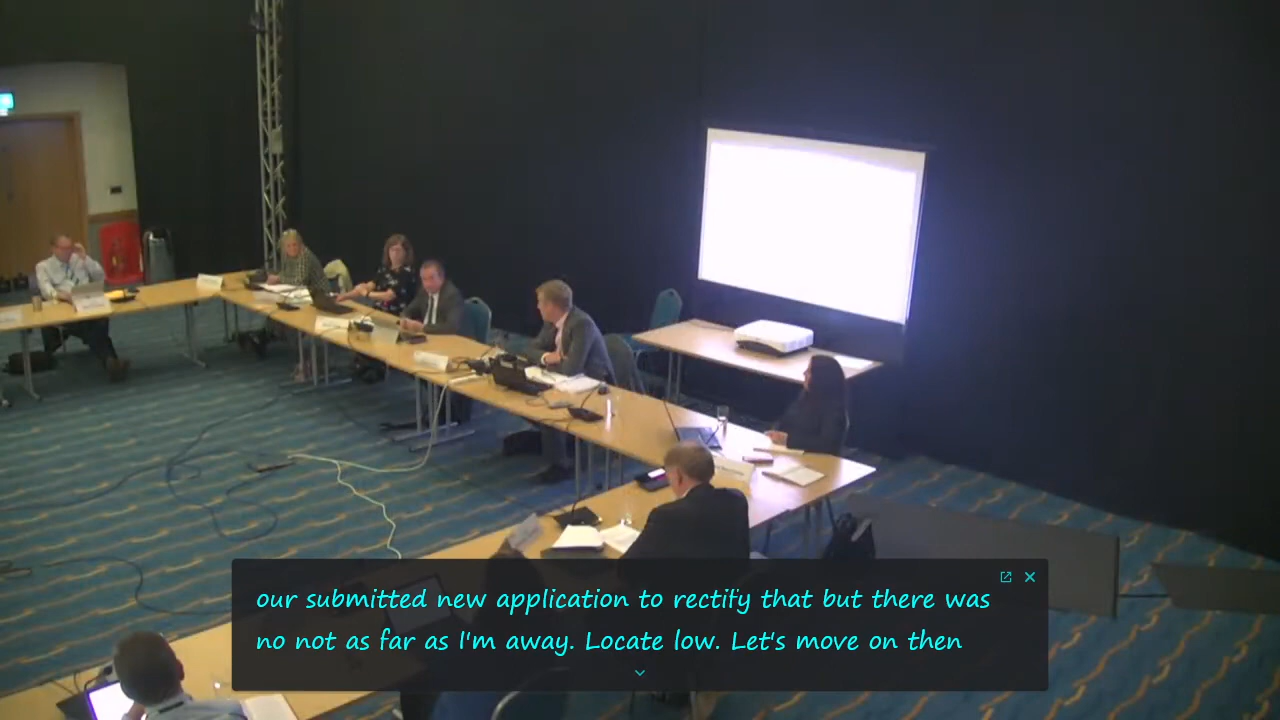 our submitted new application to rectify that but there was
no not as far as I'm away. Locate low. Let's move on then